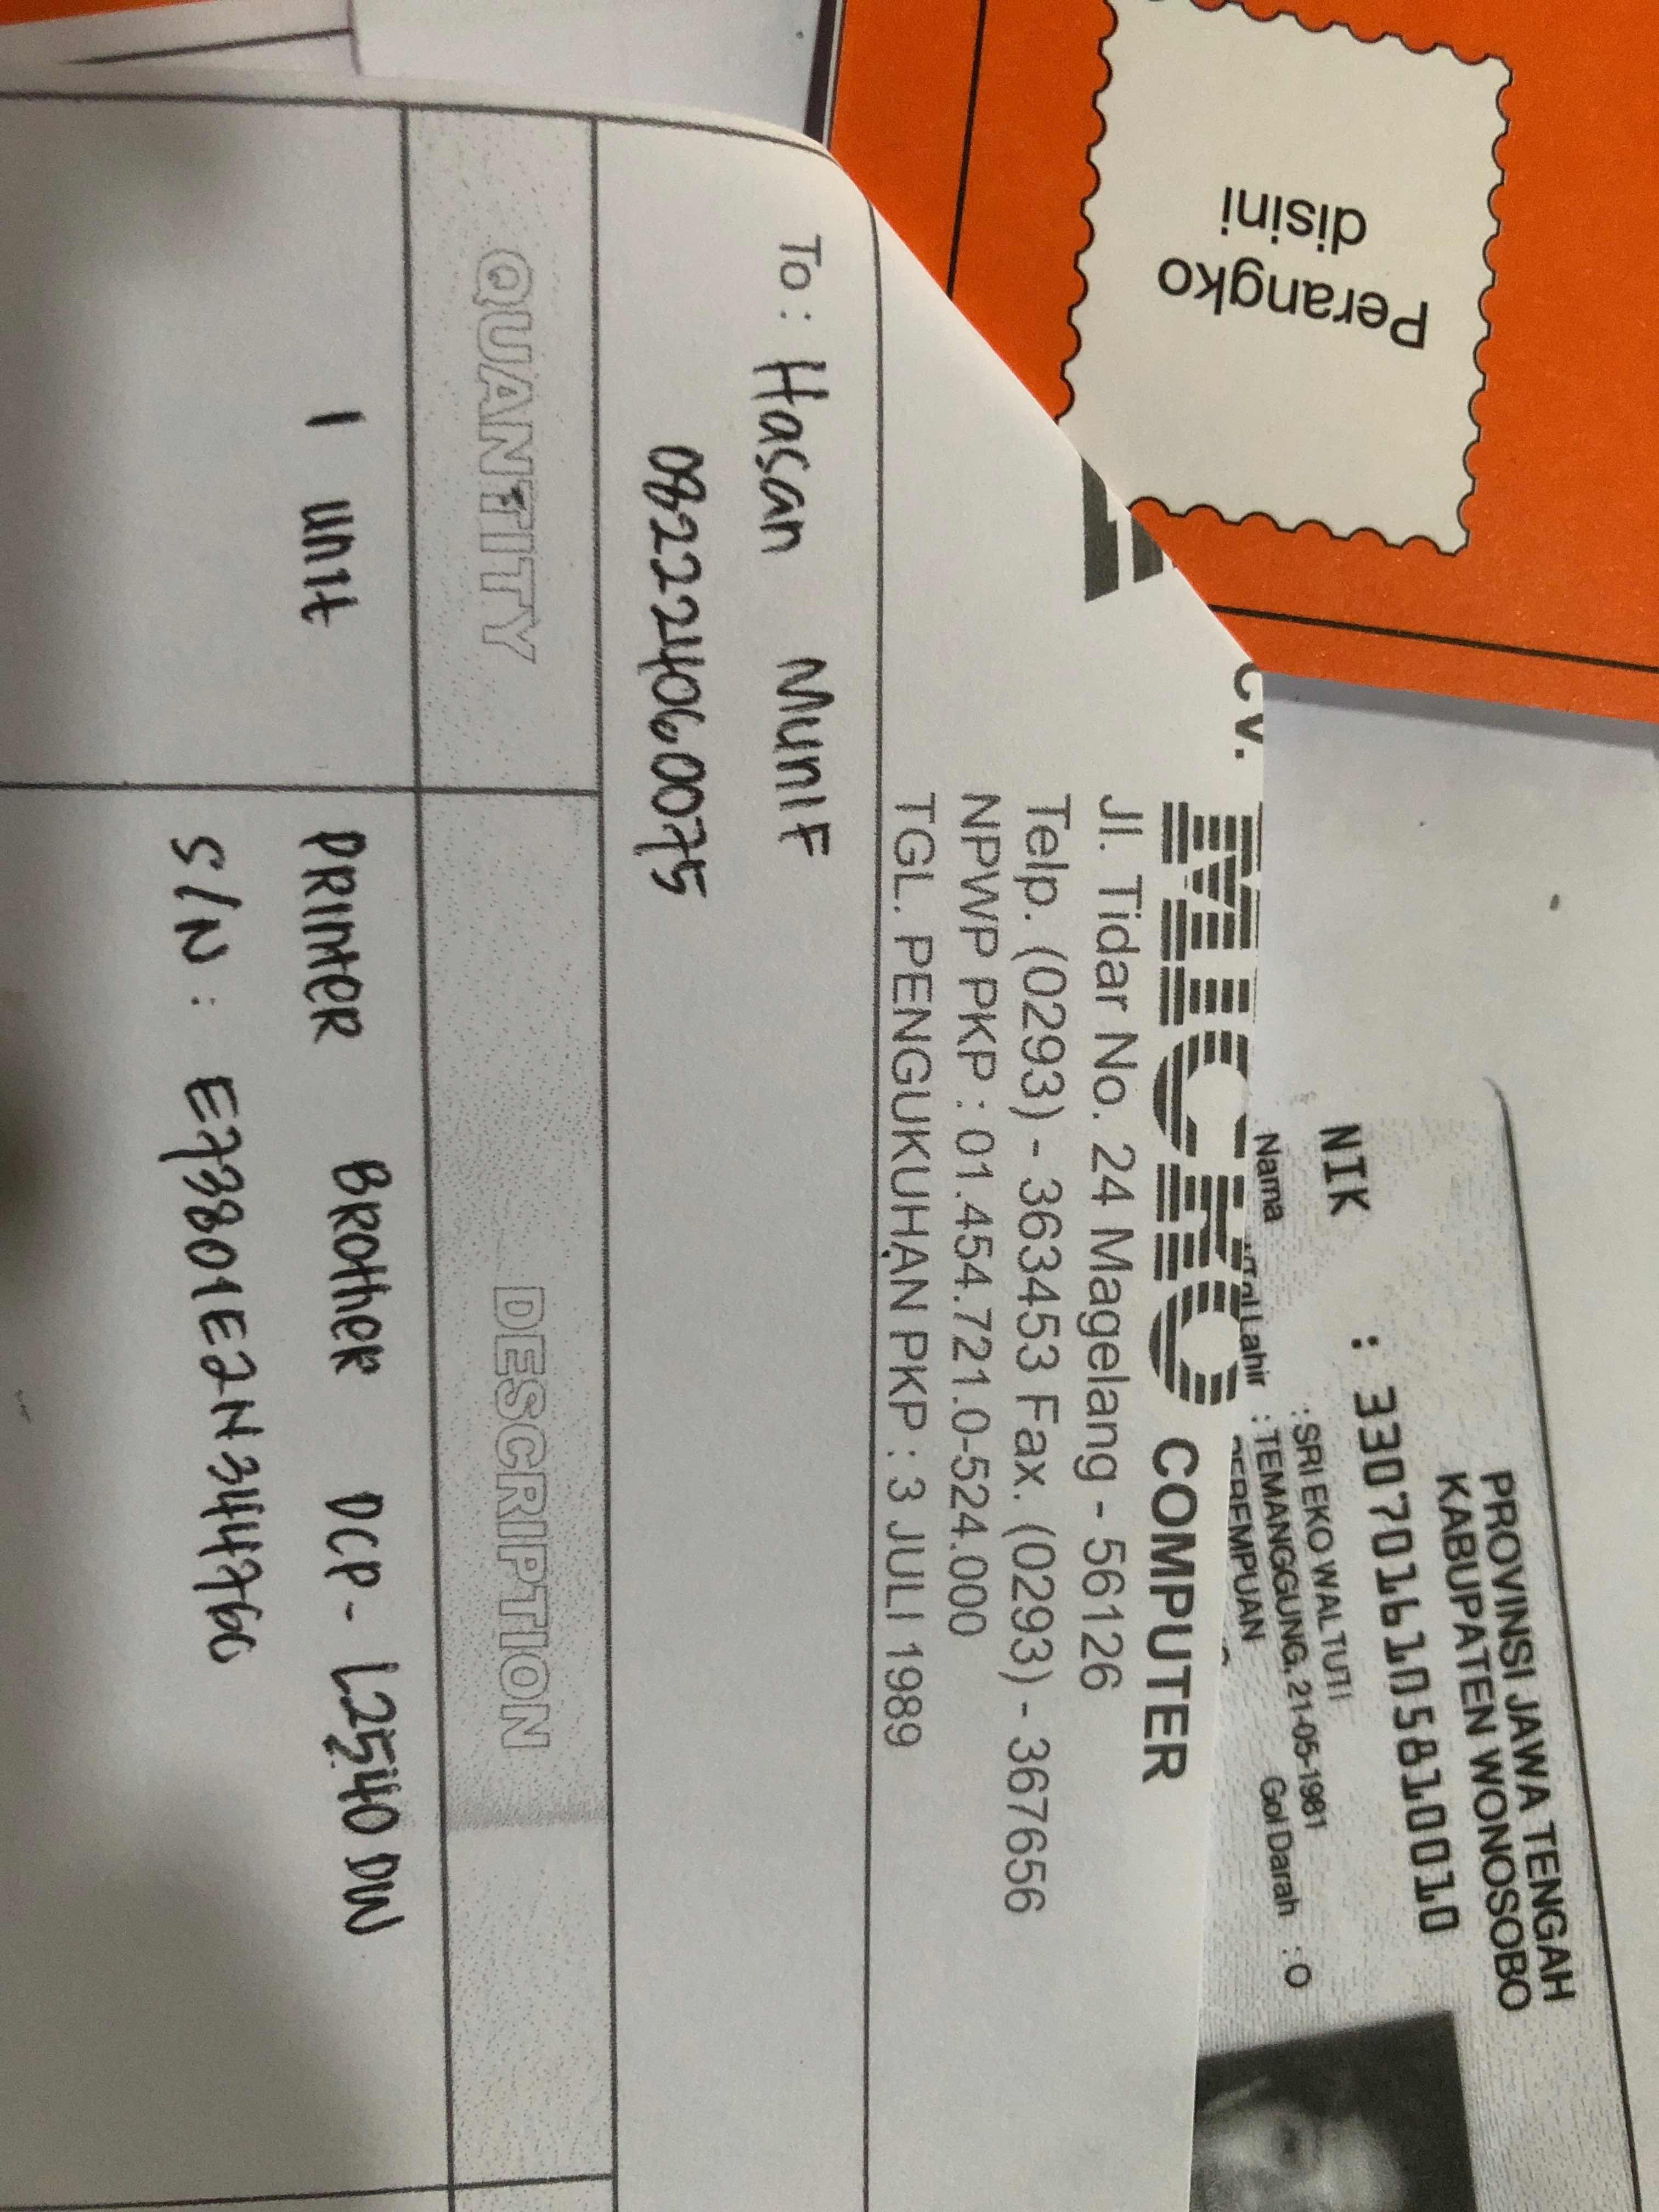 Perangko
disini
PROVINSI JAWA TENGAH
KABUPATEN WONOSOBO
NIK : 3307016105810010
Nama : SRI EKO WALTUTI
Tgl Lahir : TEMANGGUNG, 21-05-1981
PEREMPUAN Gol Darah : O
CV. MICRO COMPUTER
Jl. Tidar No. 24 Magelang - 56126
Telp. (0293) - 363453 Fax. (0293) - 367656
NPWP PKP : 01.454.721.0-524.000
TGL. PENGUKUHAN PKP : 3 JULI 1989
To : Hasan Munif
082224060075
QUANTITY DESCRIPTION
1 unit Printer Brother DCP - L2540 DW
S/N : E73801E2N344760